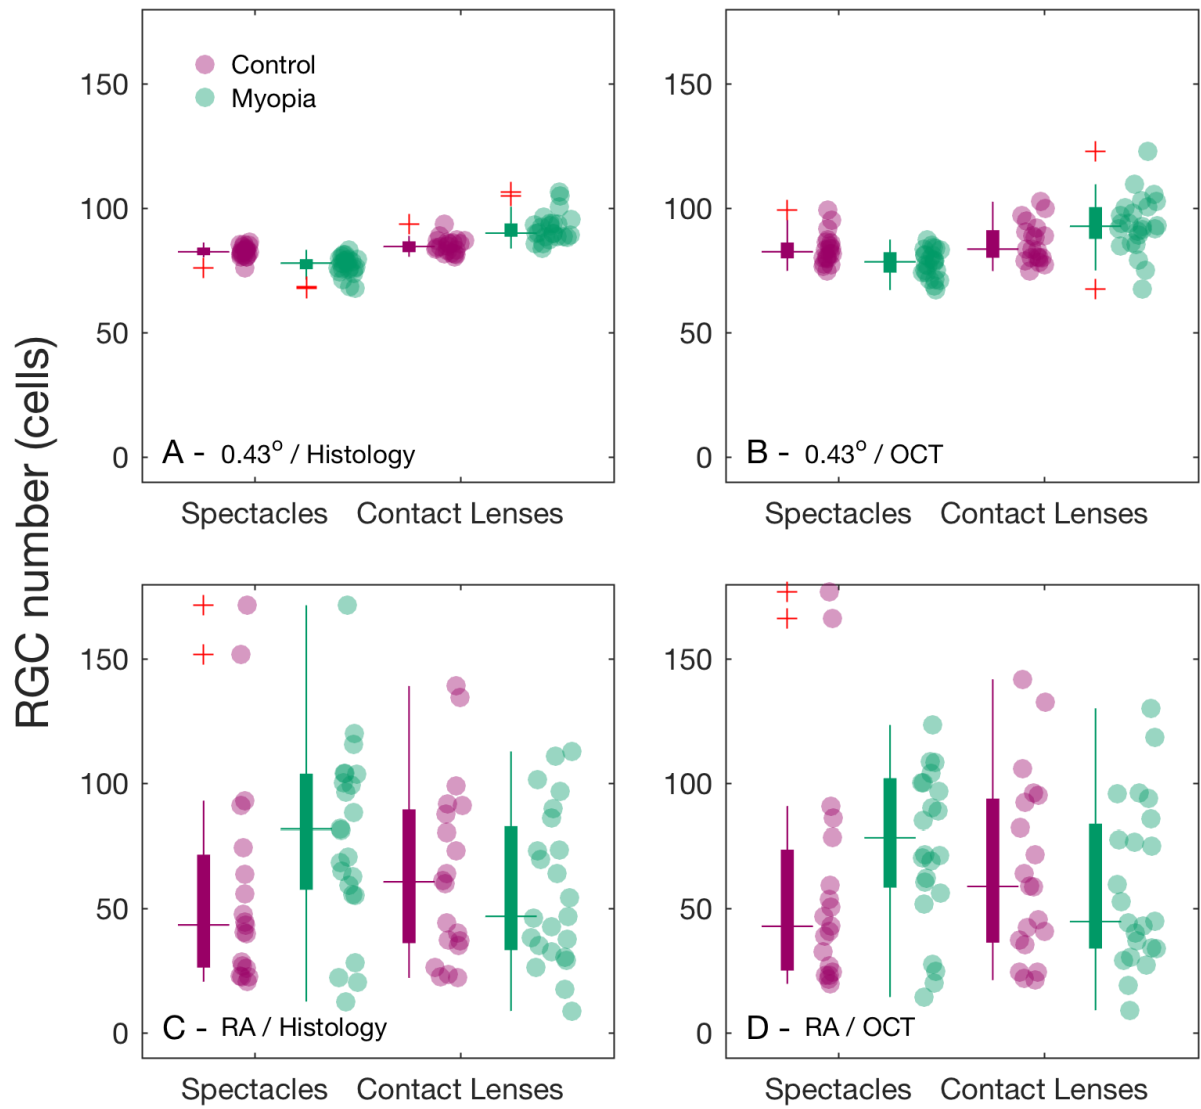 RGC number (cells)
150
100
50
0
Control
Myopia
A - 0.43º / Histology
Spectacles Contact Lenses
150
100
50
0
B - 0.43º / OCT
Spectacles Contact Lenses
150
100
50
0
C - RA / Histology
Spectacles Contact Lenses
150
100
50
0
D - RA / OCT
Spectacles Contact Lenses